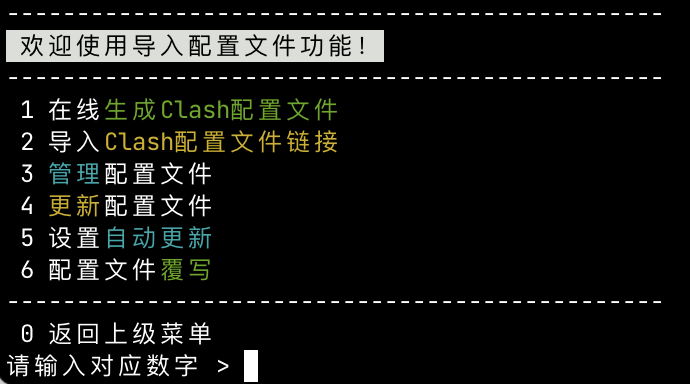 -----------------------------------------------
欢迎使用导入配置文件功能!
-----------------------------------------------
1 在线生成Clash配置文件
2 导入Clash配置文件链接
3 管理配置文件
4 更新配置文件
5 设置自动更新
6 配置文件覆写
-----------------------------------------------
0 返回上级菜单
请输入对应数字 >